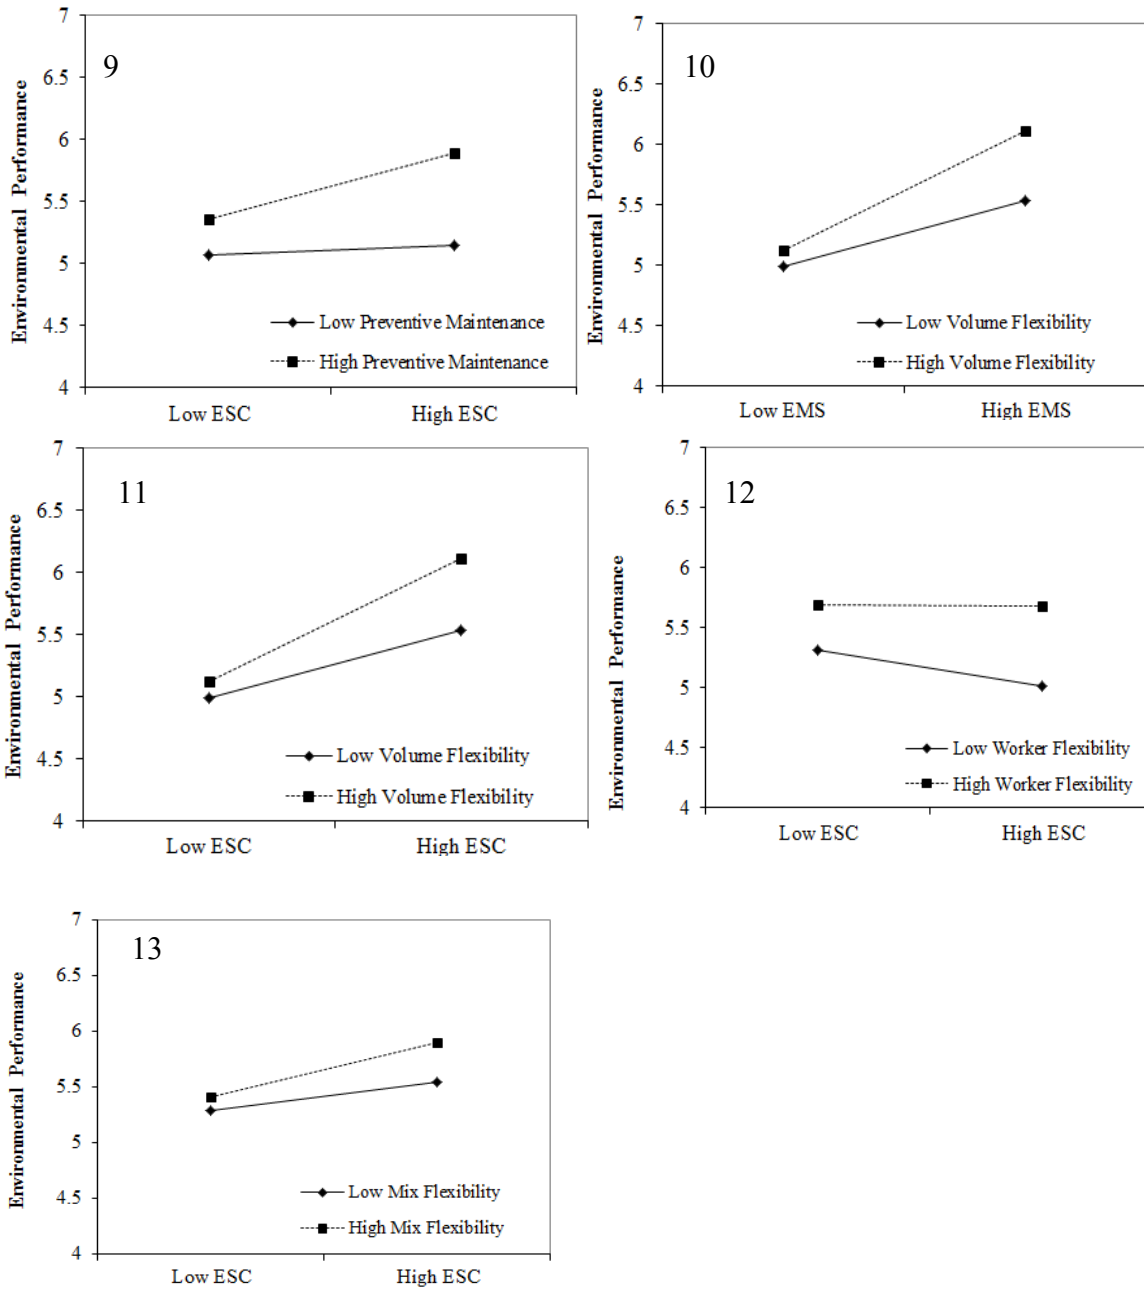 9
Environmental Performance
7
6.5
6
5.5
5
4.5
4
Low Preventive Maintenance
High Preventive Maintenance
Low ESC
High ESC
10
Environmental Performance
7
6.5
6
5.5
5
4.5
4
Low Volume Flexibility
High Volume Flexibility
Low EMS
High EMS
11
Environmental Performance
7
6.5
6
5.5
5
4.5
4
Low Volume Flexibility
High Volume Flexibility
Low ESC
High ESC
12
Environmental Performance
7
6.5
6
5.5
5
4.5
4
Low Worker Flexibility
High Worker Flexibility
Low ESC
High ESC
13
Environmental Performance
7
6.5
6
5.5
5
4.5
4
Low Mix Flexibility
High Mix Flexibility
Low ESC
High ESC